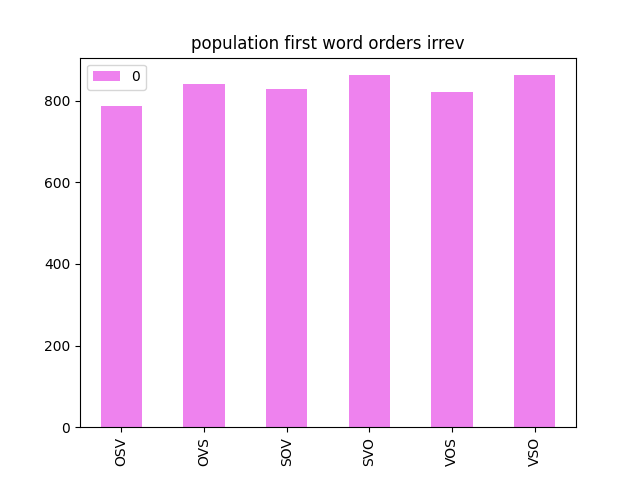 population first word orders irrev
0
800
600
400
200
0
OSV
OVS
SOV
SVO
VOS
VSO